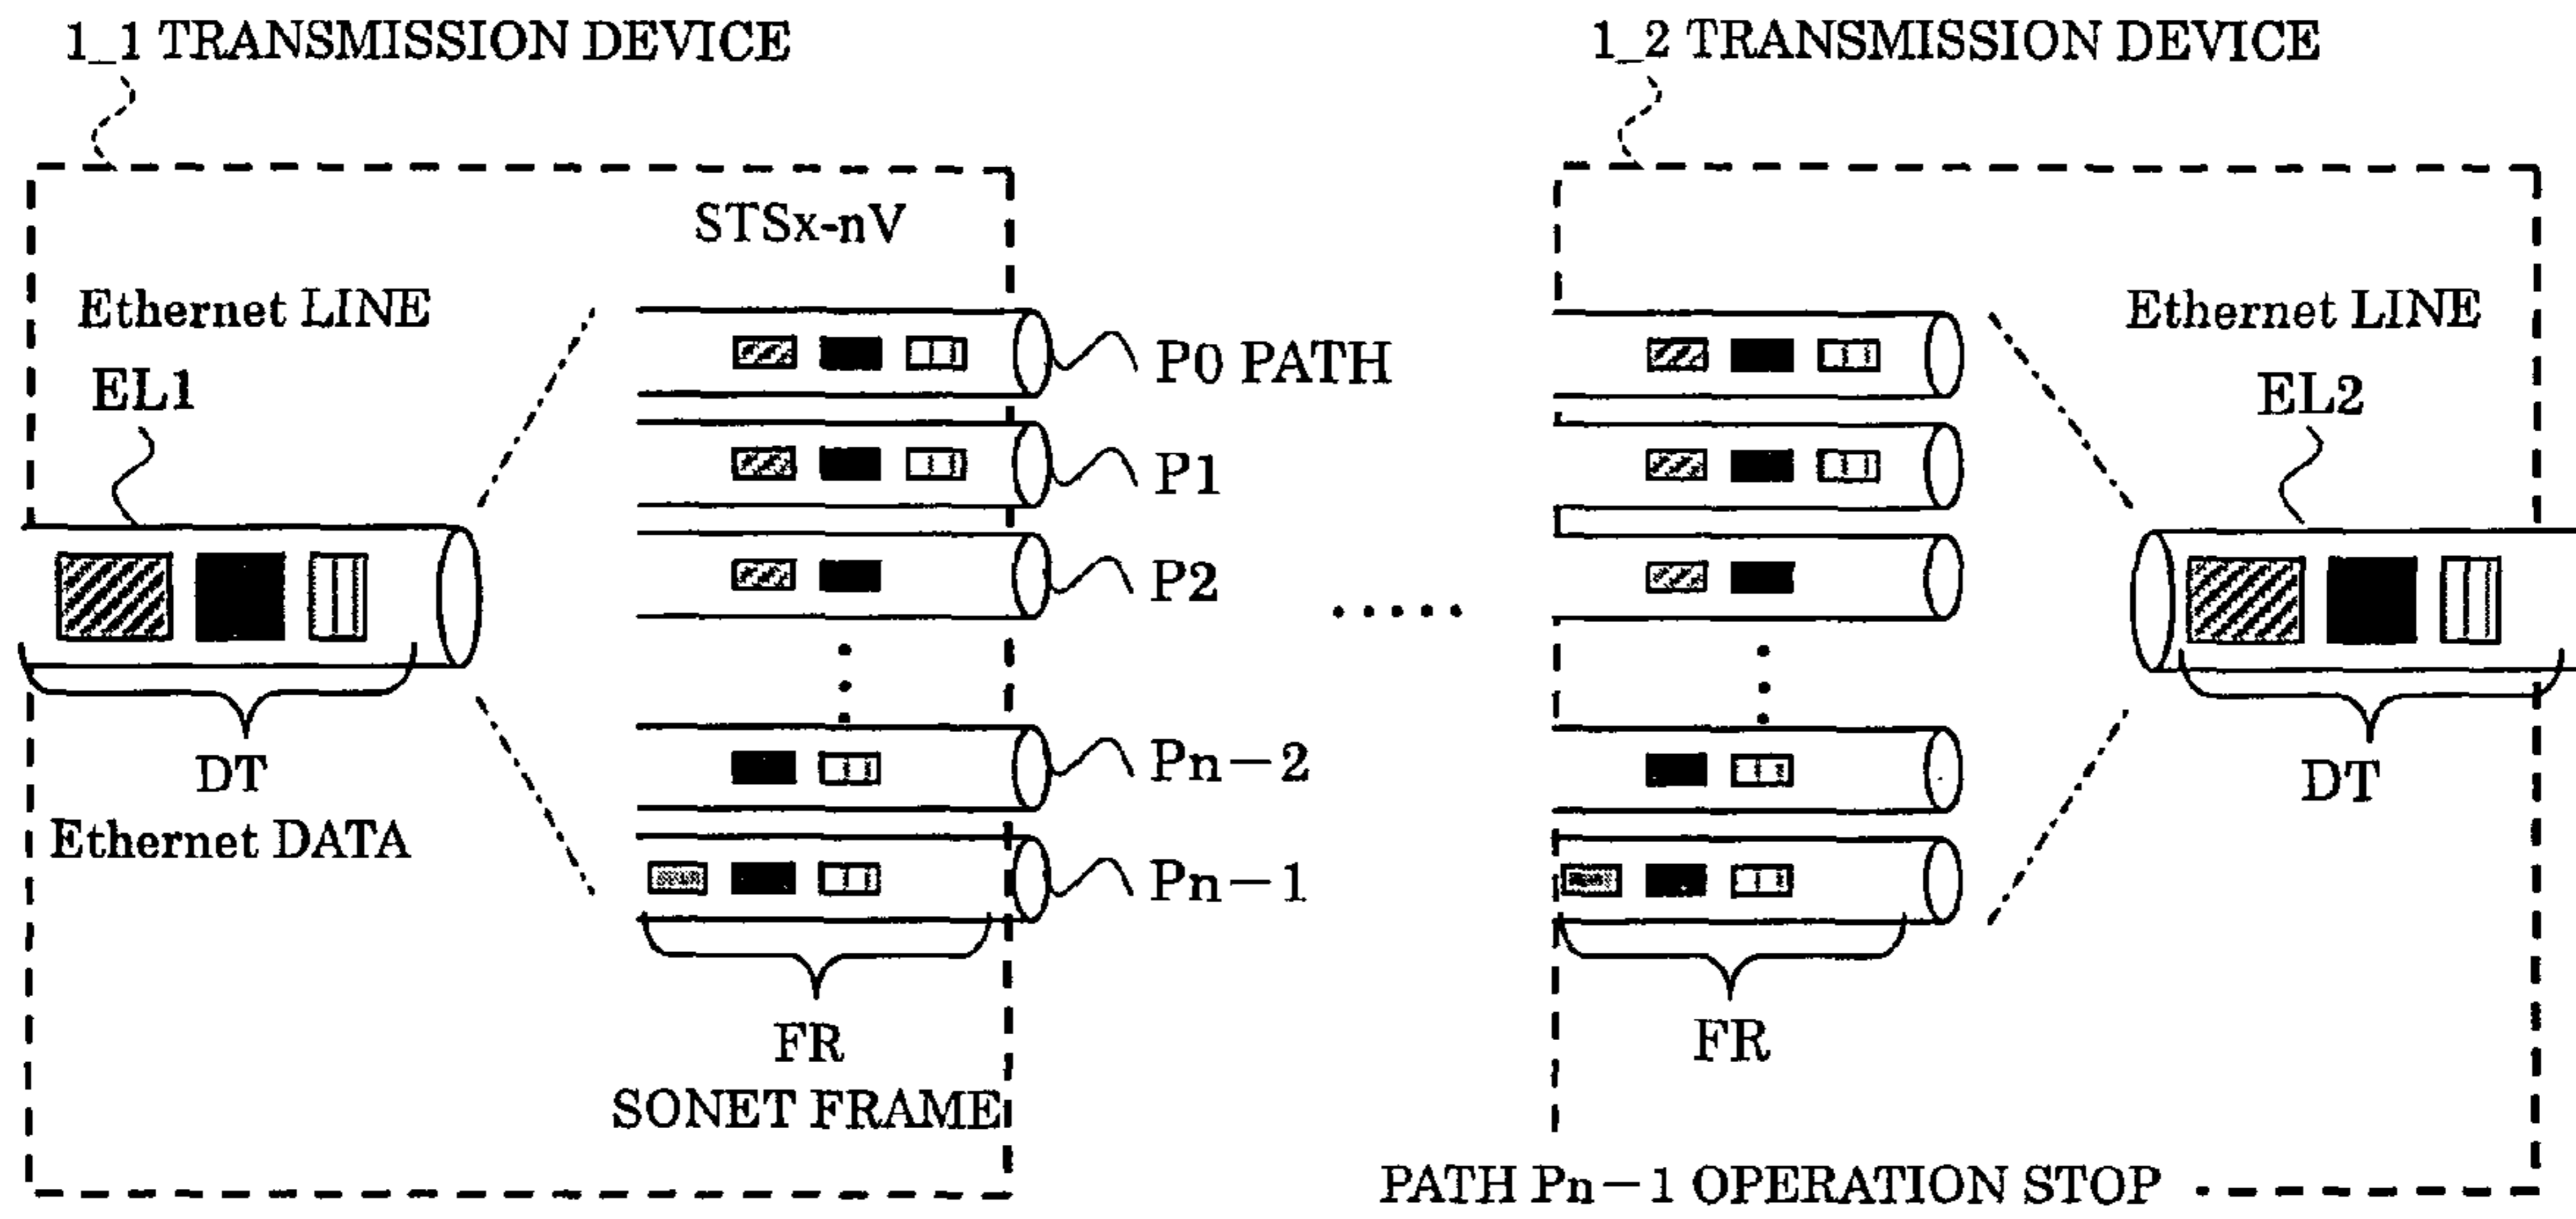 1_1 TRANSMISSION DEVICE
1_2 TRANSMISSION DEVICE
STSx-nV
Ethernet LINE
EL1
P0 PATH
P1
P2
Pn−2
Pn−1
DT
Ethernet DATA
FR
SONET FRAME
Ethernet LINE
EL2
DT
FR
PATH Pn−1 OPERATION STOP